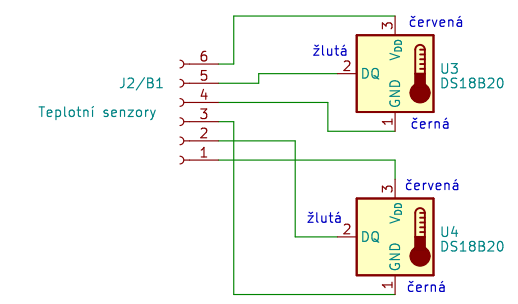 3 červená
žlutá
VDD
6
J2/B1 5
2 DQ
U3
DS18B20
4
GND
Teplotní senzory 3
1 černá
2
1
3 červená
VDD
žlutá
2 DQ
U4
DS18B20
GND
1 černá